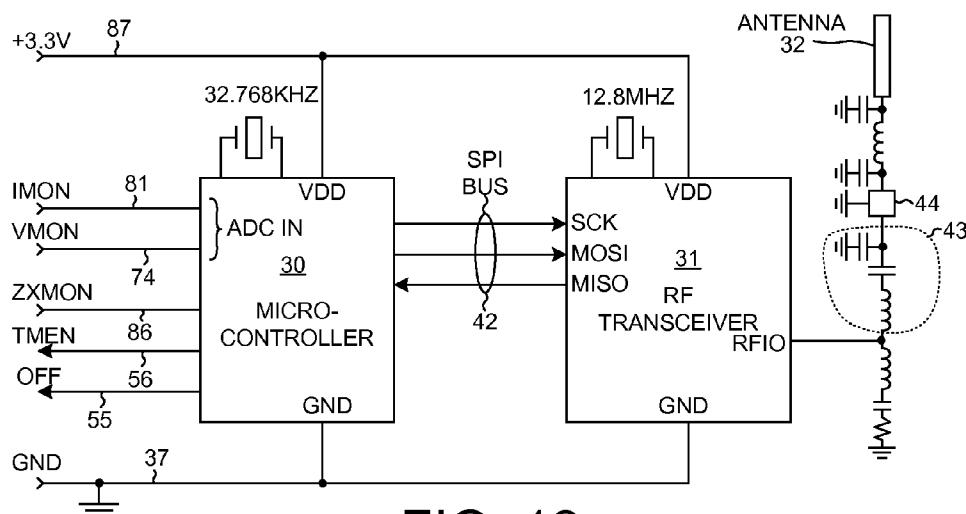 +3.3V
87
ANTENNA
32
32.768KHZ
12.8MHZ
SPI
BUS
IMON
81
VMON
74
ZXMON
86
TMEN
56
OFF
55
VDD
ADC IN
30
MICRO-
CONTROLLER
GND
42
VDD
SCK
MOSI
MISO
31
RF
TRANSCEIVER
RFIO
GND
44
43
GND
37